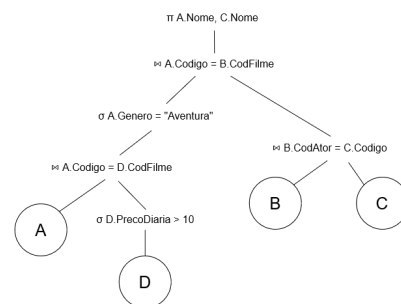 π A.Nome, C.Nome
⋈ A.Codigo = B.CodFilme
σ A.Genero = "Aventura"
⋈ A.Codigo = D.CodFilme
⋈ B.CodAtor = C.Codigo
A
σ D.PrecoDiaria > 10
B
C
D